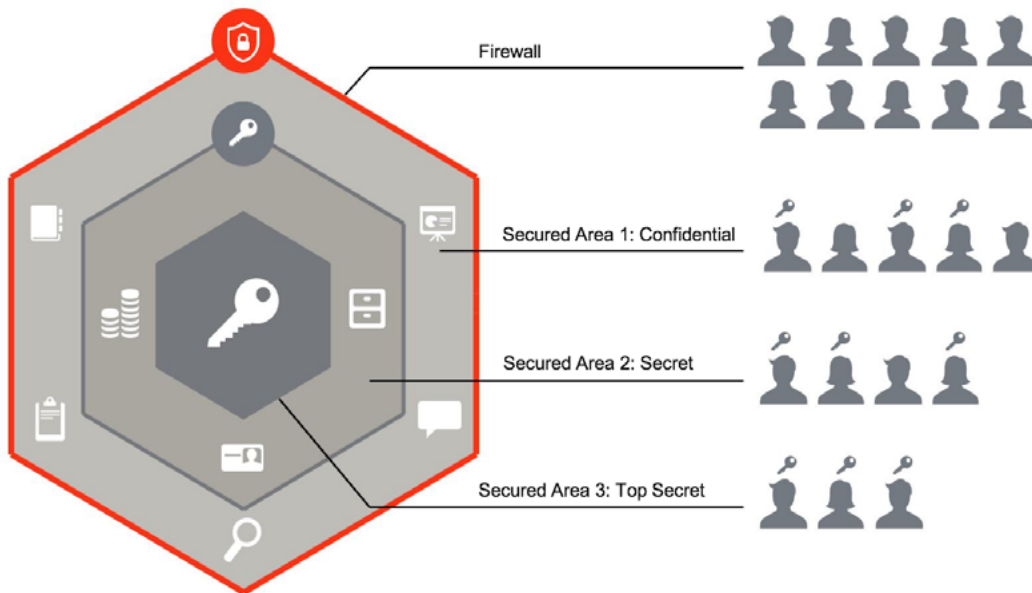 Firewall
Secured Area 1: Confidential
Secured Area 2: Secret
Secured Area 3: Top Secret